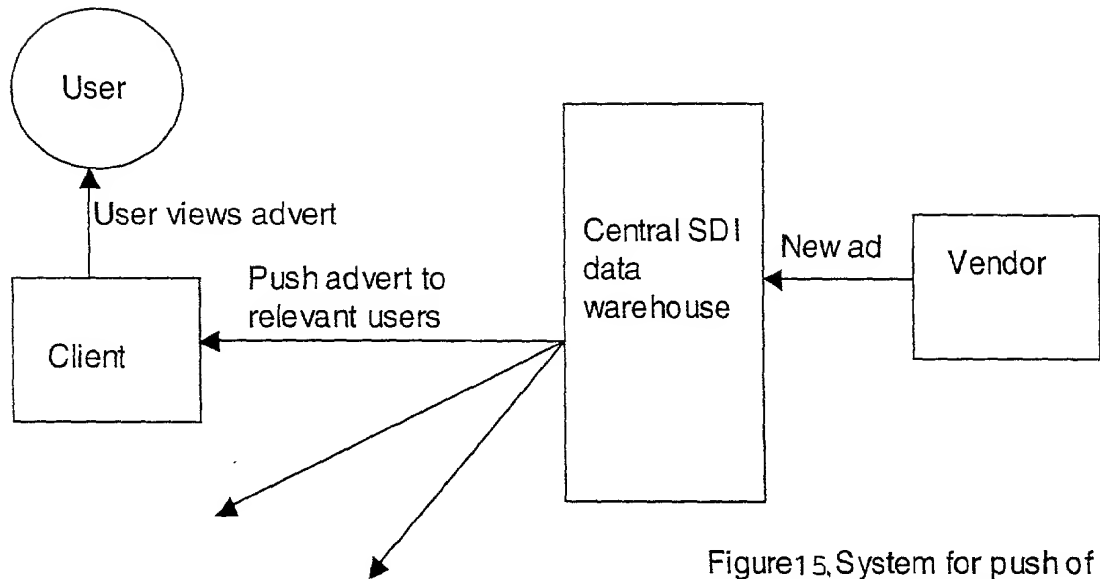 User
User views advert
Push advert to
relevant users
Client
Central SDI
data
warehouse
New ad
Vendor
Figure15, System for push of